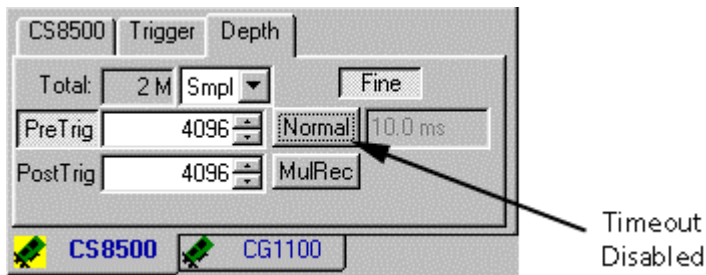 CS8500 Trigger Depth
Total: 2 M Smpl Fine
PreTrig 4096 Normal 10.0 ms
PostTrig 4096 MulRec
CS8500 CG1100
Timeout
Disabled